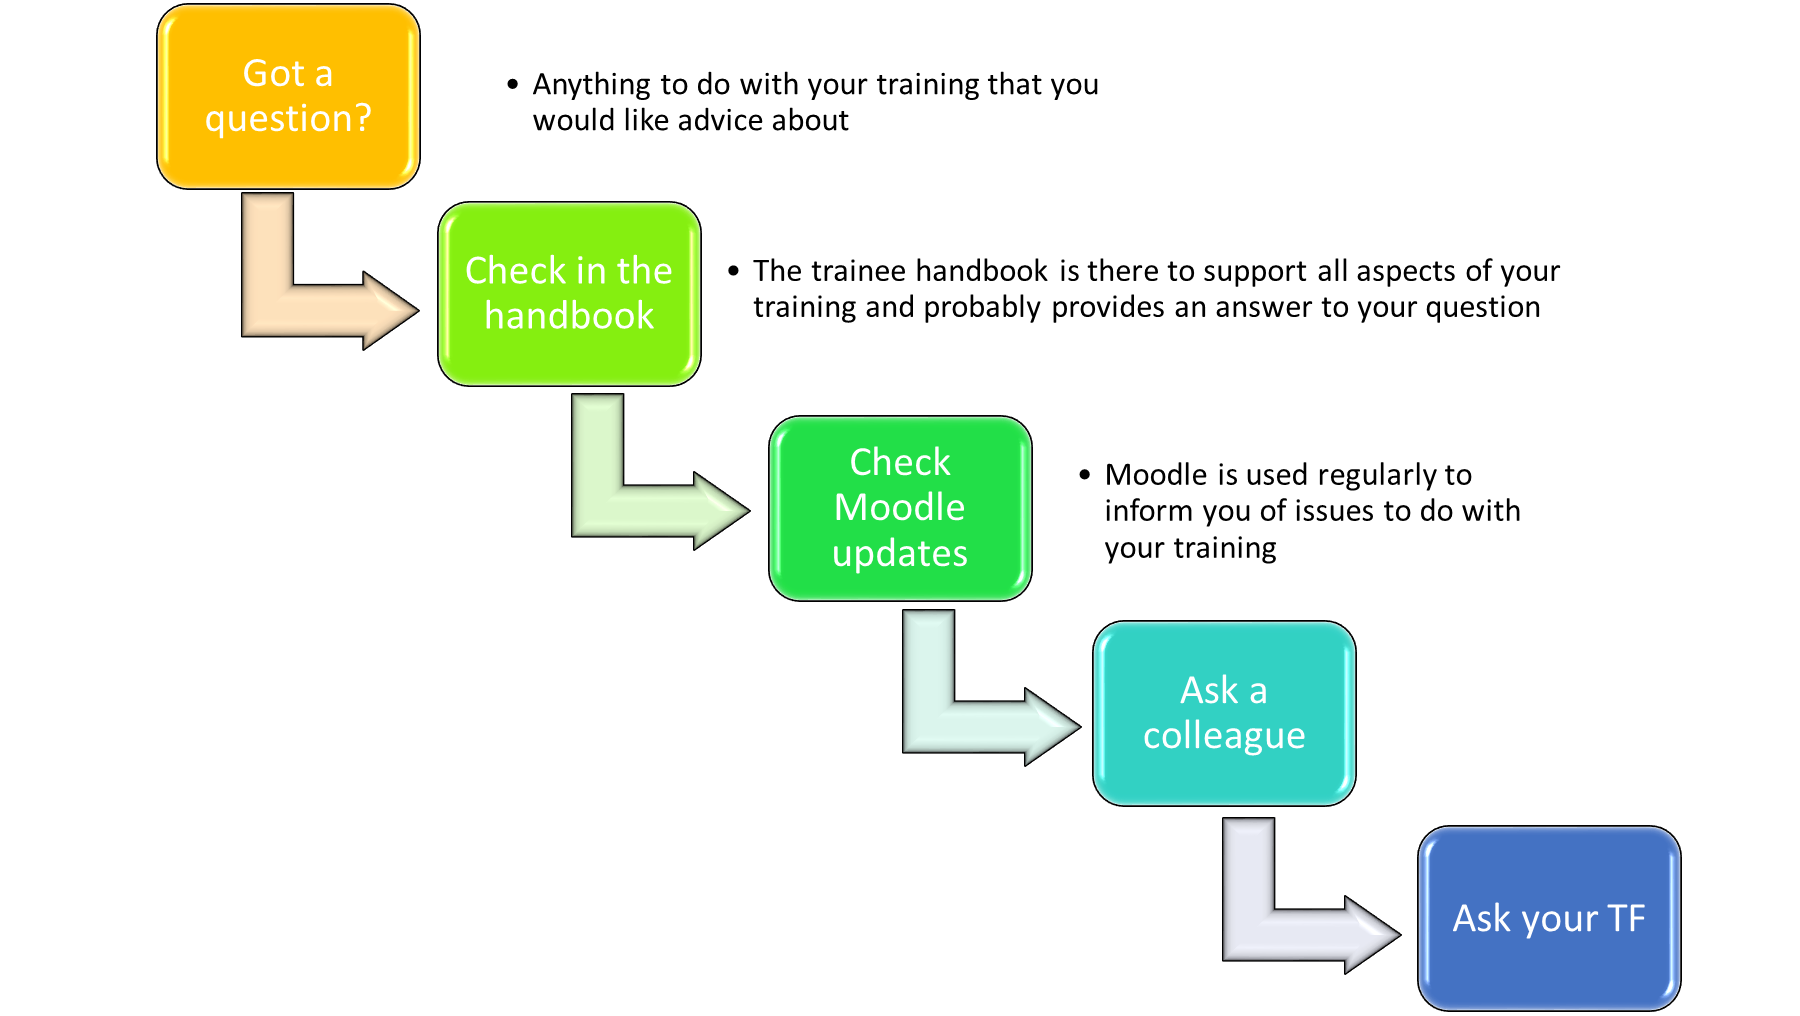 Got a
question?
• Anything to do with your training that you
would like advice about
Check in the
handbook
• The trainee handbook is there to support all aspects of your
training and probably provides an answer to your question
Check
Moodle
updates
• Moodle is used regularly to
inform you of issues to do with
your training
Ask a
colleague
Ask your TF